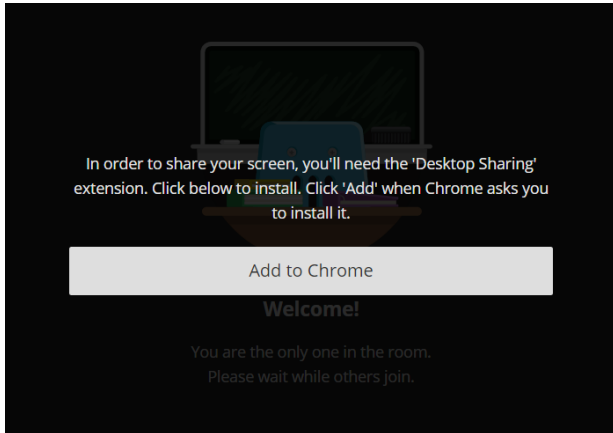 In order to share your screen, you'll need the 'Desktop Sharing'
extension. Click below to install. Click 'Add' when Chrome asks you
to install it.
Add to Chrome
Welcome!
You are the only one in the room.
Please wait while others join.